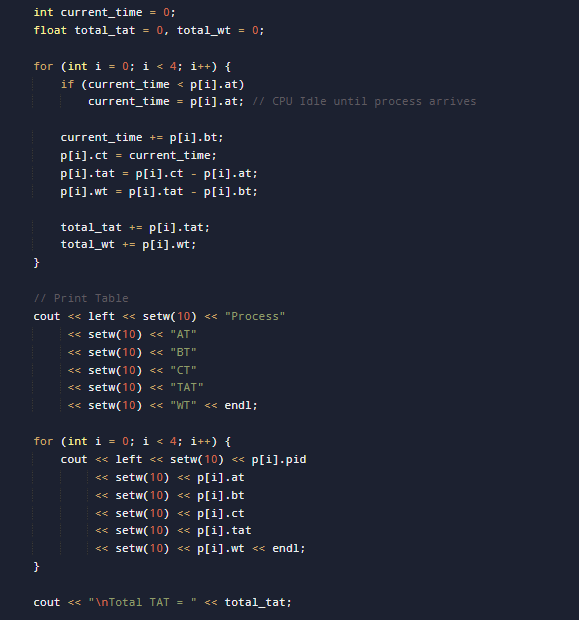 int current_time = 0;
float total_tat = 0, total_wt = 0;
for (int i = 0; i < 4; i++) {
if (current_time < p[i].at)
current_time = p[i].at; // CPU Idle until process arrives
current_time += p[i].bt;
p[i].ct = current_time;
p[i].tat = p[i].ct - p[i].at;
p[i].wt = p[i].tat - p[i].bt;
total_tat += p[i].tat;
total_wt += p[i].wt;
}
// Print Table
cout << left << setw(10) << "Process"
<< setw(10) << "AT"
<< setw(10) << "BT"
<< setw(10) << "CT"
<< setw(10) << "TAT"
<< setw(10) << "WT" << endl;
for (int i = 0; i < 4; i++) {
cout << left << setw(10) << p[i].pid
<< setw(10) << p[i].at
<< setw(10) << p[i].bt
<< setw(10) << p[i].ct
<< setw(10) << p[i].tat
<< setw(10) << p[i].wt << endl;
}
cout << "\nTotal TAT = " << total_tat;